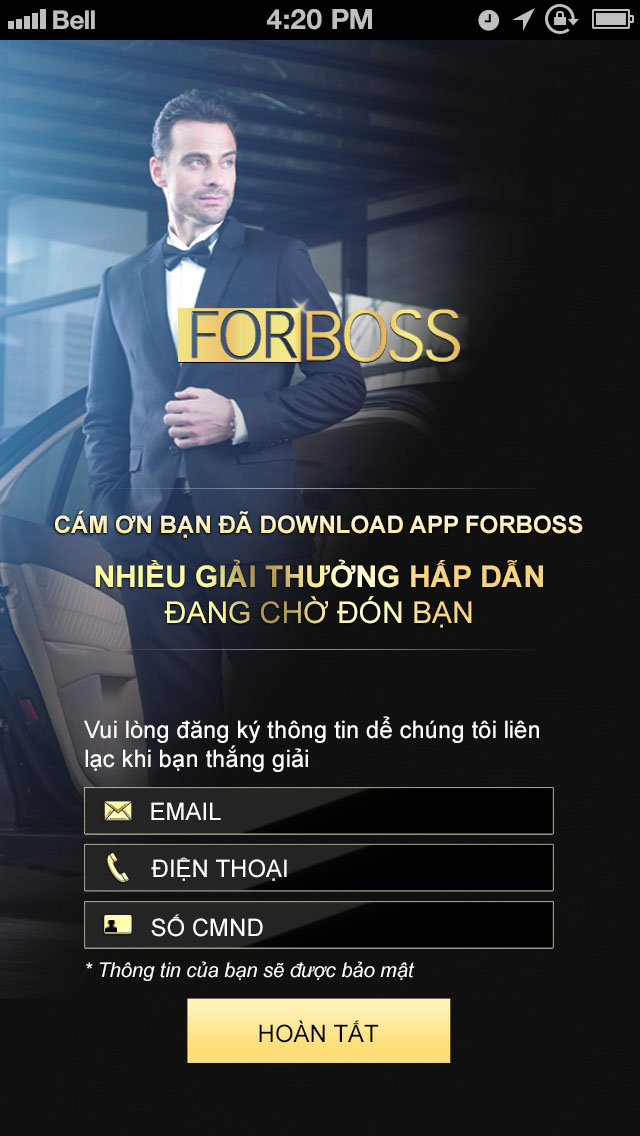 Bell 4:20 PM
FORBOSS
CÁM ƠN BẠN ĐÃ DOWNLOAD APP FORBOSS
NHIỀU GIẢI THƯỞNG HẤP DẪN
ĐANG CHỜ ĐÓN BẠN
Vui lòng đăng ký thông tin dể chúng tôi liên
lạc khi bạn thắng giải
EMAIL
ĐIỆN THOẠI
SỐ CMND
* Thông tin của bạn sẽ được bảo mật
HOÀN TẤT